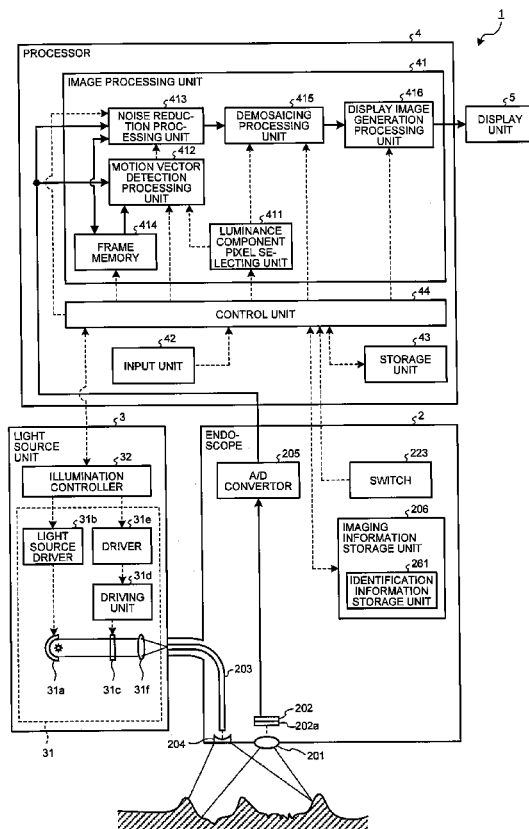 1
4
PROCESSOR
41
IMAGE PROCESSING UNIT
413
NOISE REDUC-
TION PROC-
ESSING UNIT
415
DEMOSAICING
PROCESSING
UNIT
416
DISPLAY IMAGE
GENERATION
PROCESSING
UNIT
5
DISPLAY
UNIT
412
MOTION VECTOR
DETECTION
PROCESSING
UNIT
414
FRAME
MEMORY
411
LUMINANCE
COMPONENT
PIXEL SE-
LECTING UNIT
44
CONTROL UNIT
42
INPUT UNIT
43
STORAGE
UNIT
3
LIGHT
SOURCE
UNIT
32
ILLUMINATION
CONTROLLER
31b
LIGHT
SOURCE
DRIVER
31e
DRIVER
31d
DRIVING
UNIT
31a
31c
31f
31
2
ENDO-
SCOPE
205
A/D
CONVERTOR
223
SWITCH
206
IMAGING
INFORMATION
STORAGE UNIT
261
IDENTIFICATION
INFORMATION
STORAGE UNIT
203
202
202a
204
201